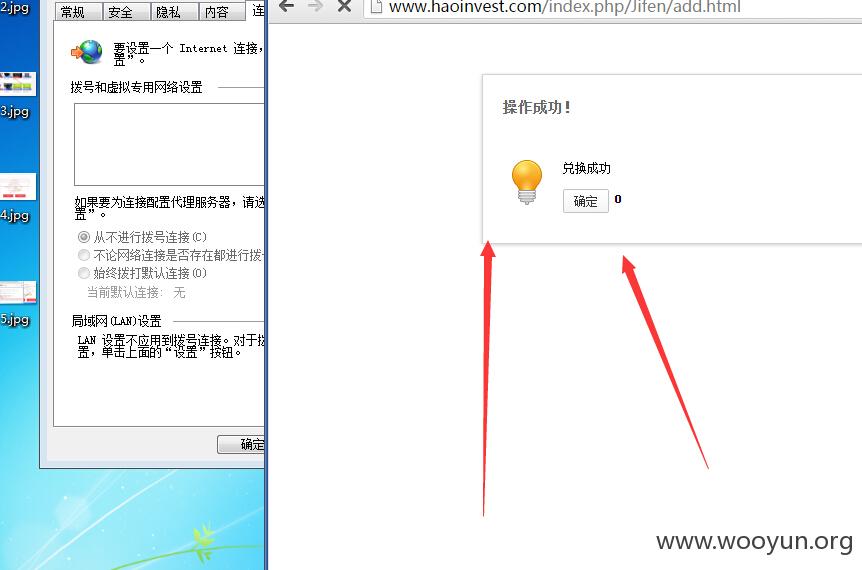 2.jpg
3.jpg
4.jpg
5.jpg
常规 安全 隐私 内容 连
要设置一个 Internet 连接,
置”。
拨号和虚拟专用网络设置
如果要为连接配置代理服务器,请选
置”。
从不进行拨号连接(C)
不论网络连接是否存在都进行拨
始终拨打默认连接(O)
当前默认连接: 无
局域网(LAN)设置
LAN 设置不应用到拨号连接。对于拨
置,单击上面的“设置”按钮。
确定
www.haoinvest.com/index.php/Jifen/add.html
操作成功!
兑换成功
确定 0
www.wooyun.org